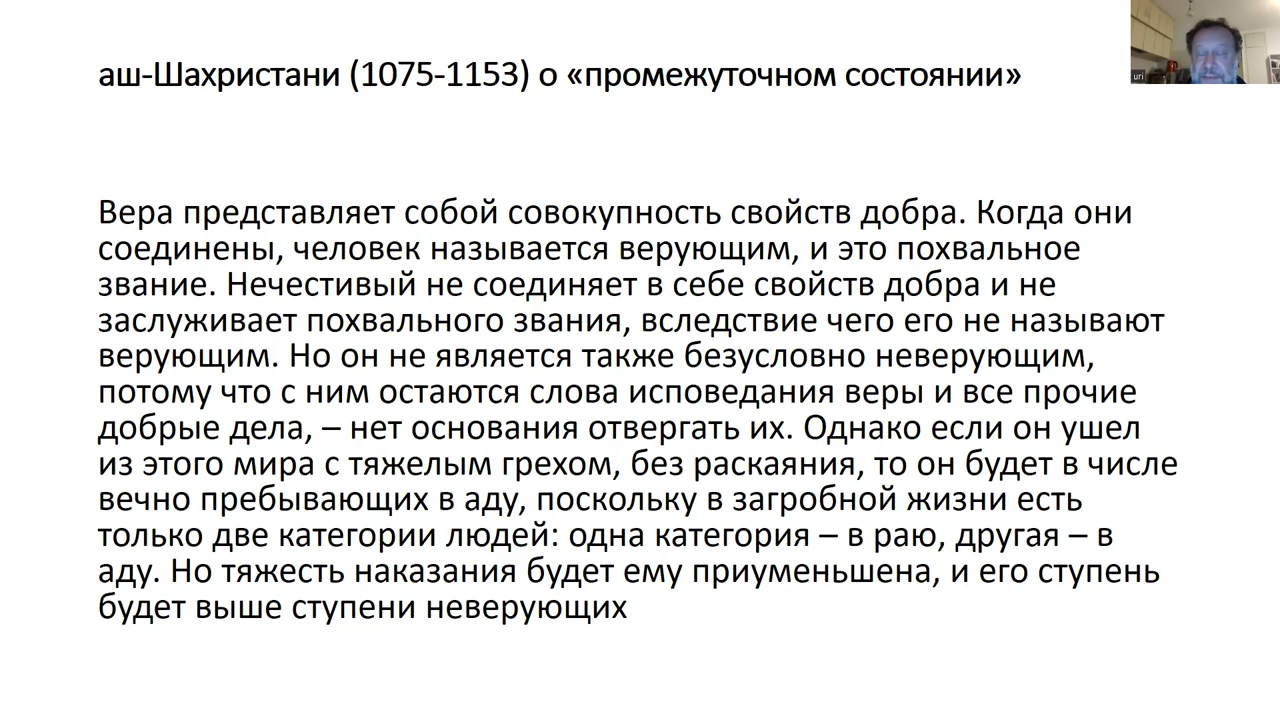 аш-Шахристани (1075-1153) о «промежуточном состоянии»
uri
Вера представляет собой совокупность свойств добра. Когда они
соединены, человек называется верующим, и это похвальное
звание. Нечестивый не соединяет в себе свойств добра и не
заслуживает похвального звания, вследствие чего его не называют
верующим. Но он не является также безусловно неверующим,
потому что с ним остаются слова исповедания веры и все прочие
добрые дела, – нет основания отвергать их. Однако если он ушел
из этого мира с тяжелым грехом, без раскаяния, то он будет в числе
вечно пребывающих в аду, поскольку в загробной жизни есть
только две категории людей: одна категория – в раю, другая – в
аду. Но тяжесть наказания будет ему приуменьшена, и его ступень
будет выше ступени неверующих